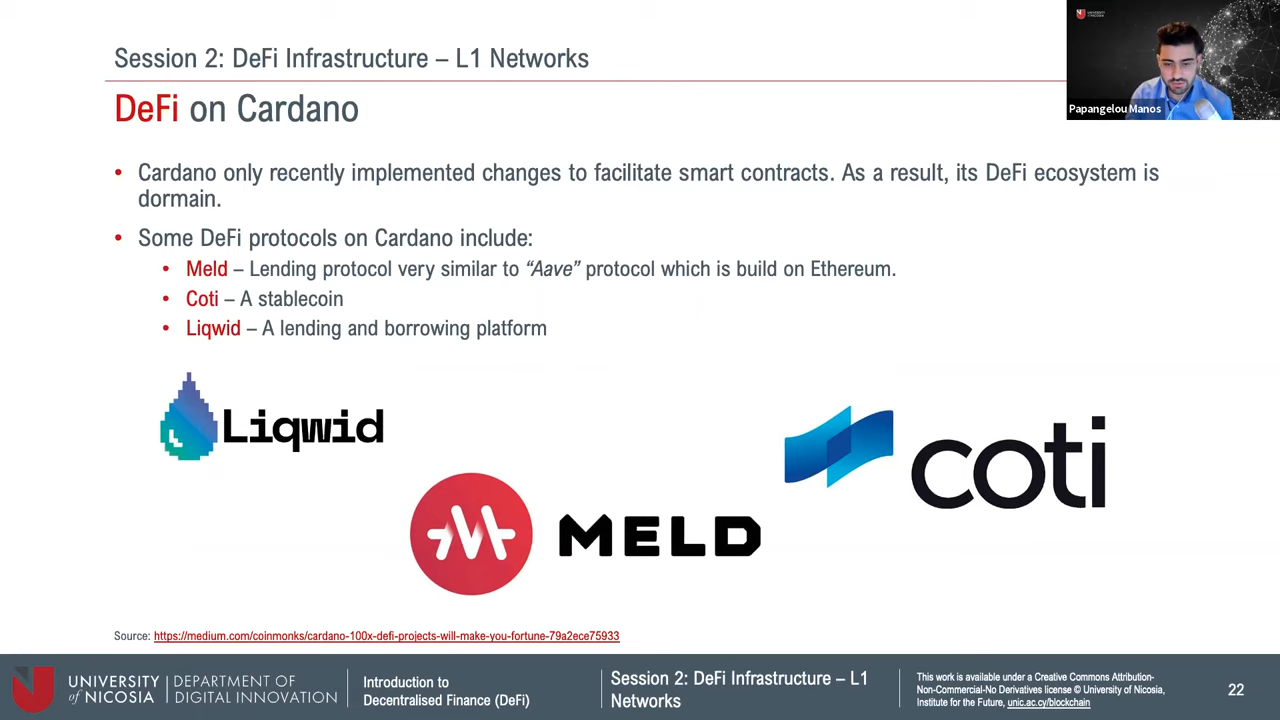 Session 2: DeFi Infrastructure – L1 Networks
UNIVERSITY
of NICOSIA
Papangelou Manos
DeFi on Cardano
• Cardano only recently implemented changes to facilitate smart contracts. As a result, its DeFi ecosystem is
dormain.
• Some DeFi protocols on Cardano include:
• Meld – Lending protocol very similar to “Aave” protocol which is build on Ethereum.
• Coti – A stablecoin
• Liqwid – A lending and borrowing platform
Liqwid
coti
MELD
Source: https://medium.com/coinmonks/cardano-100x-defi-projects-will-make-you-fortune-79a2ece75933
UNIVERSITY
of NICOSIA
DEPARTMENT OF
DIGITAL INNOVATION
Introduction to
Decentralised Finance (DeFi)
Session 2: DeFi Infrastructure – L1
Networks
This work is available under a Creative Commons Attribution-
Non-Commercial-No Derivatives license © University of Nicosia,
Institute for the Future, unic.ac.cy/blockchain
22